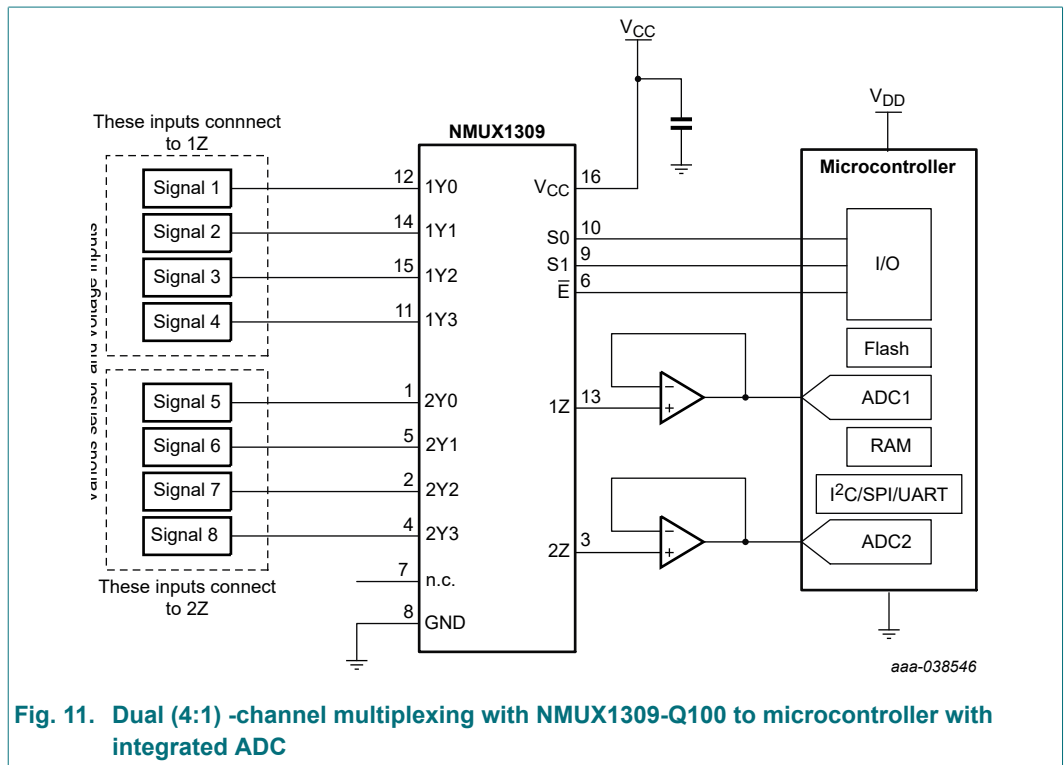 VCC
VDD
These inputs connnect
to 1Z
NMUX1309
Microcontroller
Signal 1
12
1Y0
VCC
16
Signal 2
14
1Y1
S0
10
Signal 3
15
1Y2
S1
9
E
6
I/O
Signal 4
11
1Y3
Flash
Signal 5
1
2Y0
1Z
13
−
+
ADC1
Signal 6
5
2Y1
RAM
Signal 7
2
2Y2
I2C/SPI/UART
Signal 8
4
2Y3
2Z
3
−
+
ADC2
7
n.c.
These inputs connect
to 2Z
8
GND
sensor and voltage inputs
aaa-038546
Fig. 11. Dual (4:1) -channel multiplexing with NMUX1309-Q100 to microcontroller with
integrated ADC